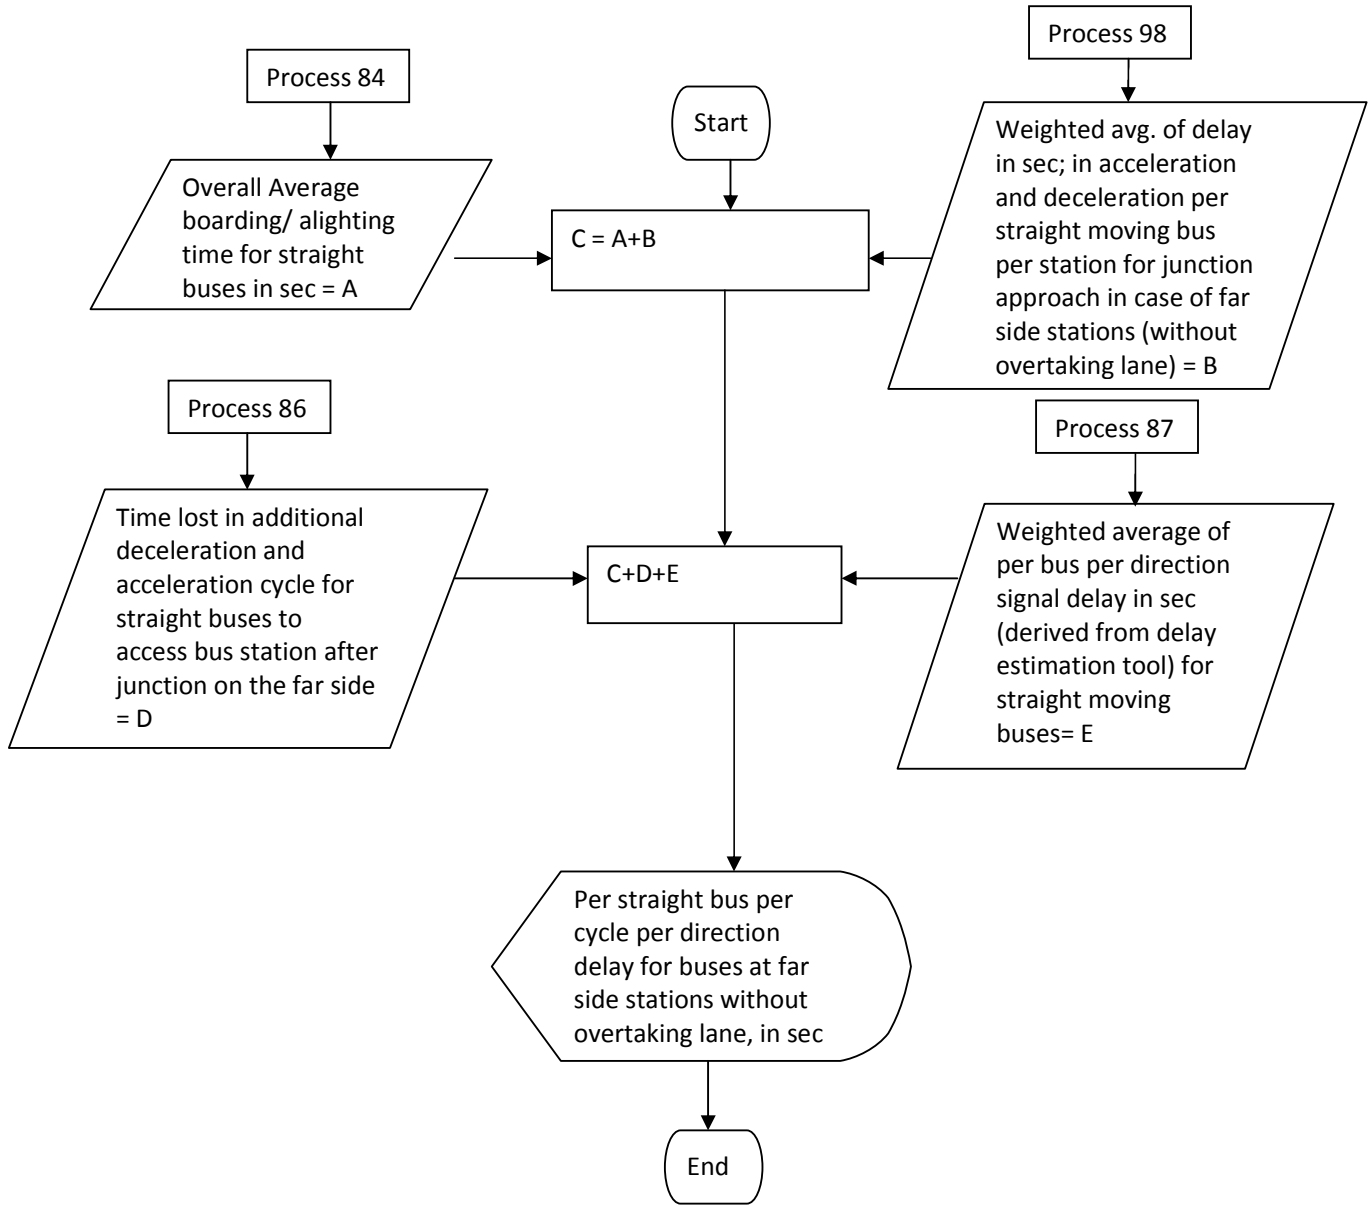 Process 84
Overall Average
boarding/ alighting
time for straight
buses in sec = A
Start
C = A+B
Process 98
Weighted avg. of delay
in sec; in acceleration
and deceleration per
straight moving bus
per station for junction
approach in case of far
side stations (without
overtaking lane) = B
Process 86
Time lost in additional
deceleration and
acceleration cycle for
straight buses to
access bus station after
junction on the far side
= D
C+D+E
Process 87
Weighted average of
per bus per direction
signal delay in sec
(derived from delay
estimation tool) for
straight moving
buses= E
Per straight bus per
cycle per direction
delay for buses at far
side stations without
overtaking lane, in sec
End